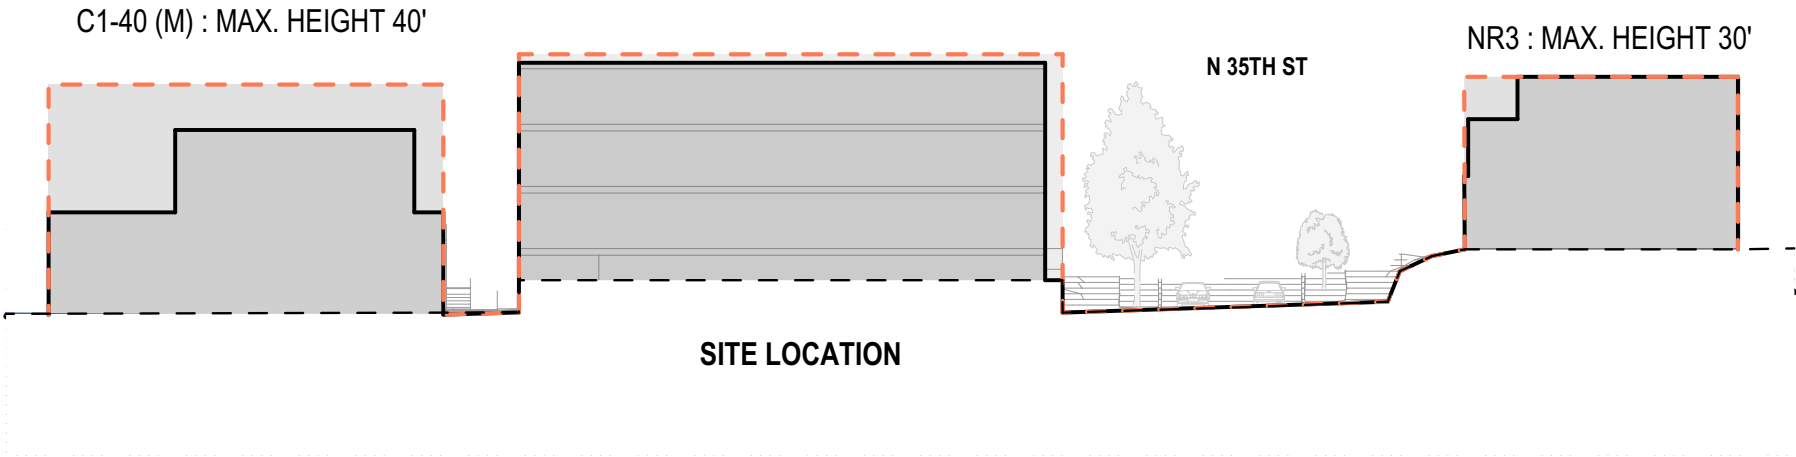 C1-40 (M) : MAX. HEIGHT 40'
NR3 : MAX. HEIGHT 30'
N 35TH ST
SITE LOCATION